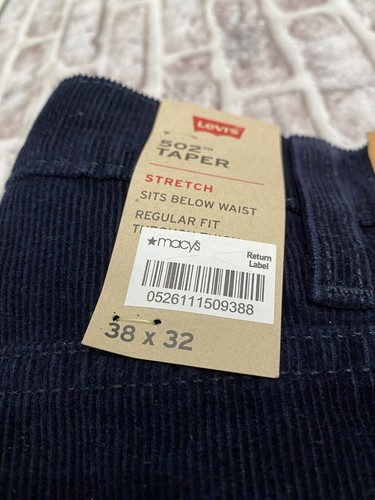 Levi's
502™
TAPER
STRETCH
SITS BELOW WAIST
REGULAR FIT
★macy's
Return
Label
0526111509388
38 x 32